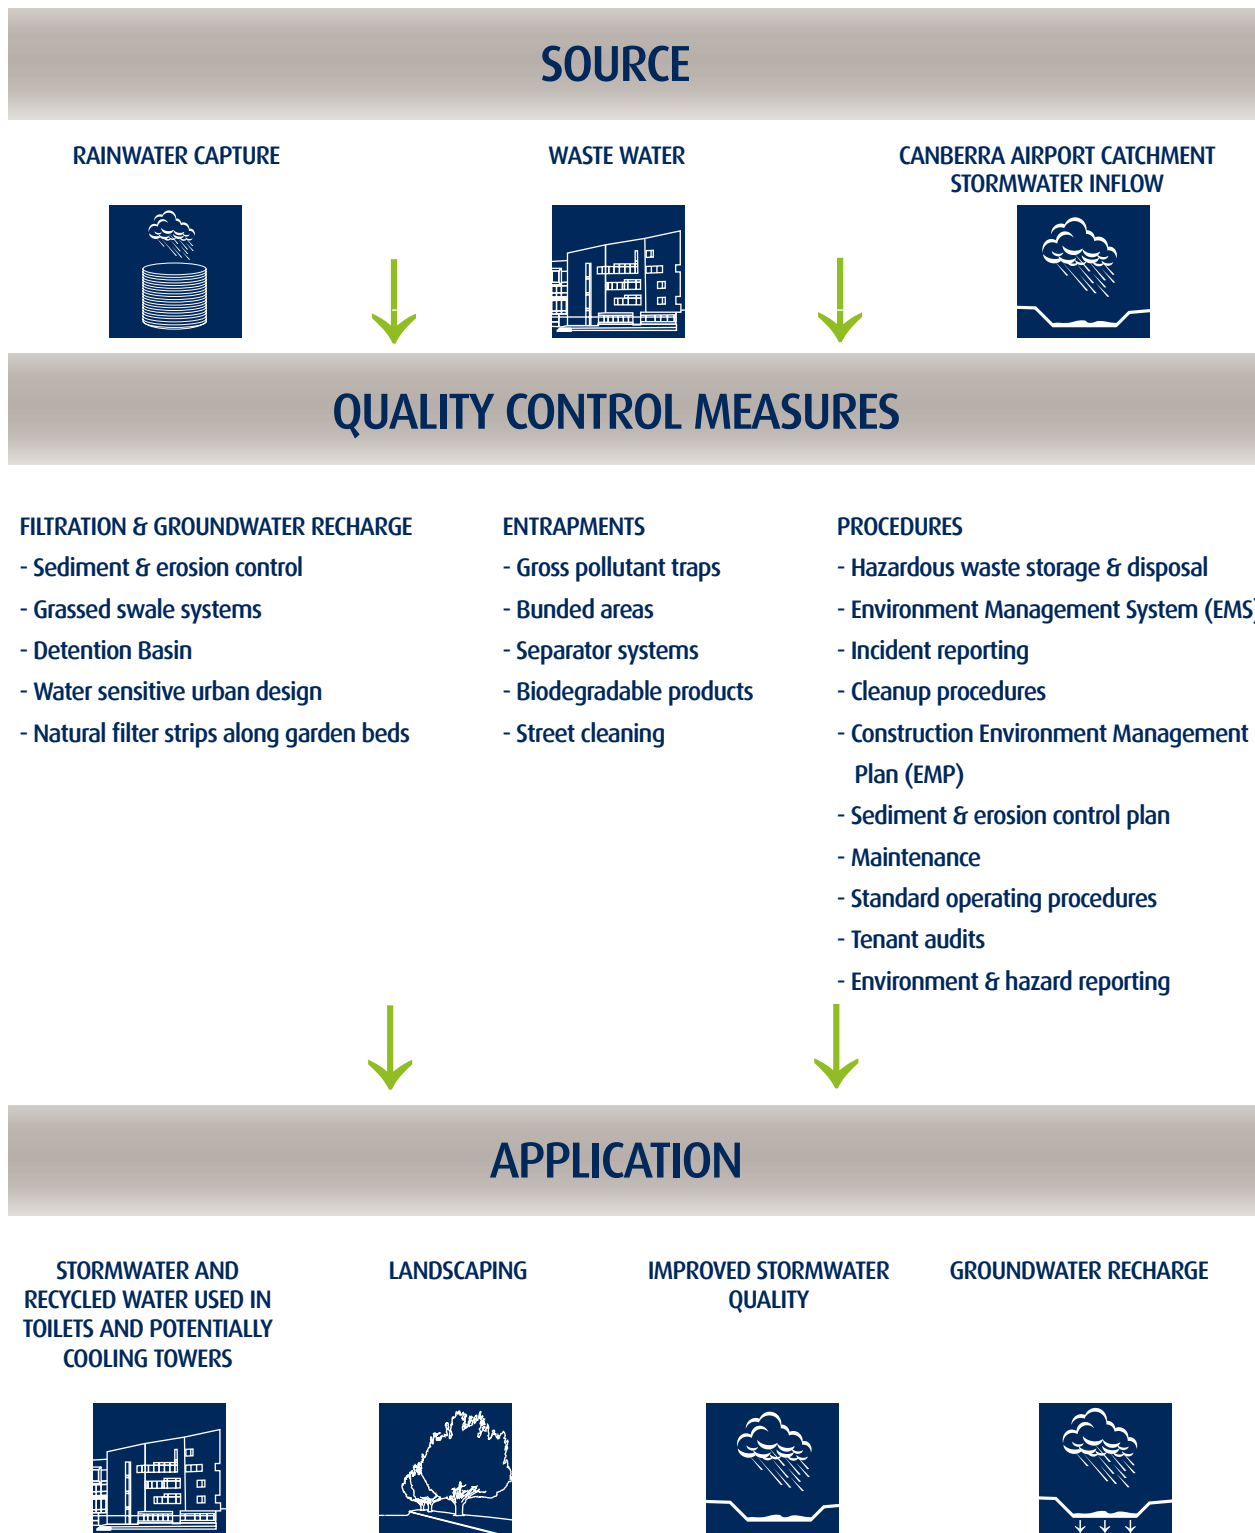 SOURCE
RAINWATER CAPTURE
WASTE WATER
CANBERRA AIRPORT CATCHMENT
STORMWATER INFLOW
QUALITY CONTROL MEASURES
FILTRATION & GROUNDWATER RECHARGE
- Sediment & erosion control
- Grassed swale systems
- Detention Basin
- Water sensitive urban design
- Natural filter strips along garden beds
ENTRAPMENTS
- Gross pollutant traps
- Bunded areas
- Separator systems
- Biodegradable products
- Street cleaning
PROCEDURES
- Hazardous waste storage & disposal
- Environment Management System (EMS)
- Incident reporting
- Cleanup procedures
- Construction Environment Management
Plan (EMP)
- Sediment & erosion control plan
- Maintenance
- Standard operating procedures
- Tenant audits
- Environment & hazard reporting
APPLICATION
STORMWATER AND
RECYCLED WATER USED IN
TOILETS AND POTENTIALLY
COOLING TOWERS
LANDSCAPING
IMPROVED STORMWATER
QUALITY
GROUNDWATER RECHARGE